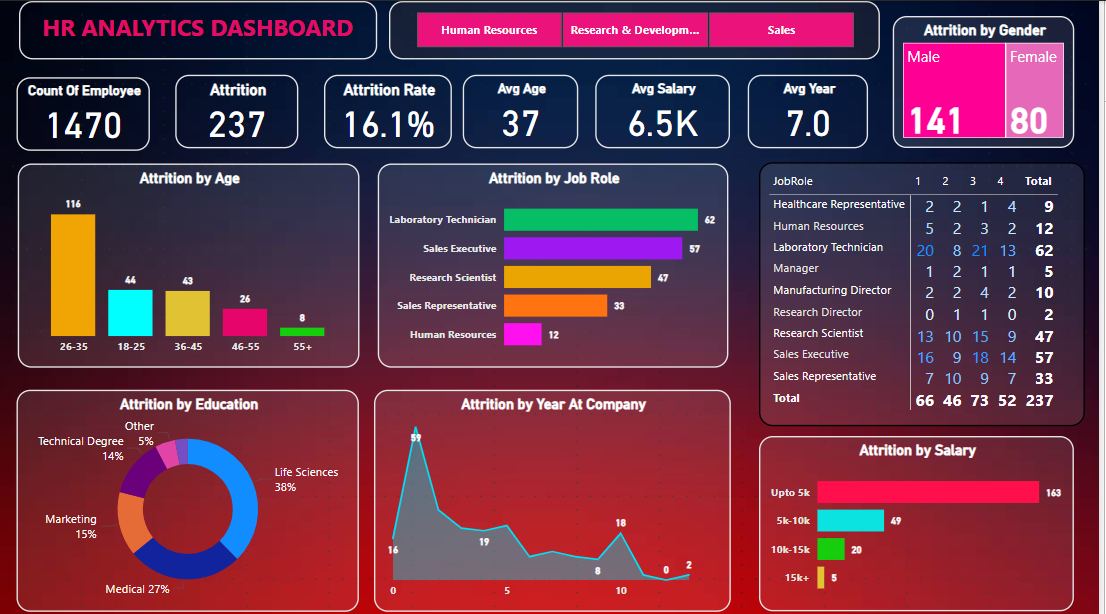 HR ANALYTICS DASHBOARD
Human Resources
Research & Developm...
Sales
Attrition by Gender
Male
Female
141
80
Count Of Employee
1470
Attrition
237
Attrition Rate
16.1%
Avg Age
37
Avg Salary
6.5K
Avg Year
7.0
Attrition by Age
116
44
43
26
8
26-35
18-25
36-45
46-55
55+
Attrition by Job Role
Laboratory Technician 62
Sales Executive 57
Research Scientist 47
Sales Representative 33
Human Resources 12
JobRole 1 2 3 4 Total
Healthcare Representative 2 2 1 4 9
Human Resources 5 2 3 2 12
Laboratory Technician 20 8 21 13 62
Manager 1 2 1 1 5
Manufacturing Director 2 2 4 2 10
Research Director 0 1 1 0 2
Research Scientist 13 10 15 9 47
Sales Executive 16 9 18 14 57
Sales Representative 7 10 9 7 33
Total 66 46 73 52 237
Attrition by Education
Other
5%
Technical Degree
14%
Life Sciences
38%
Marketing
15%
Medical 27%
Attrition by Year At Company
59
16
19
8
18
0
2
0
5
10
Attrition by Salary
Upto 5k 163
5k-10k 49
10k-15k 20
15k+ 5